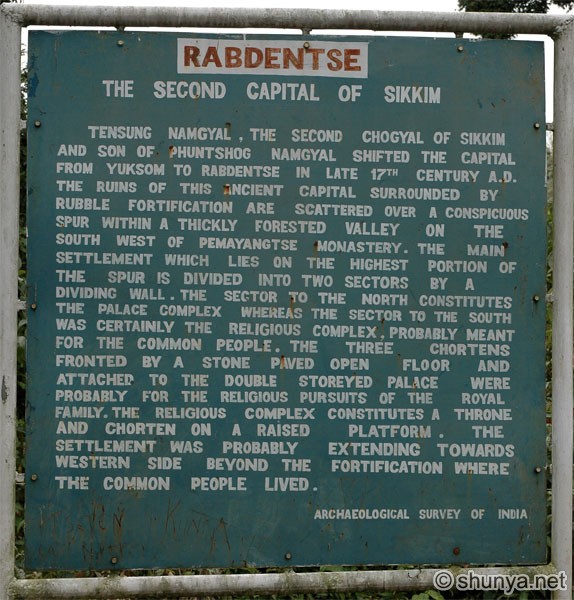 RABDENTSE
THE SECOND CAPITAL OF SIKKIM
TENSUNG NAMGYAL, THE SECOND CHOGYAL OF SIKKIM
AND SON OF PHUNTSHOG NAMGYAL SHIFTED THE CAPITAL
FROM YUKSOM TO RABDENTSE IN LATE 17TH CENTURY A.D.
THE RUINS OF THIS ANCIENT CAPITAL SURROUNDED BY
RUBBLE FORTIFICATION ARE SCATTERED OVER A CONSPICUOUS
SPUR WITHIN A THICKLY FORESTED VALLEY ON THE
SOUTH WEST OF PEMAYANGTSE MONASTERY. THE MAIN
SETTLEMENT WHICH LIES ON THE HIGHEST PORTION OF
THE SPUR IS DIVIDED INTO TWO SECTORS BY A
DIVIDING WALL. THE SECTOR TO THE NORTH CONSTITUTES
THE PALACE COMPLEX WHEREAS THE SECTOR TO THE SOUTH
WAS CERTAINLY THE RELIGIOUS COMPLEX, PROBABLY MEANT
FOR THE COMMON PEOPLE. THE THREE CHORTENS
FRONTED BY A STONE PAVED OPEN FLOOR AND
ATTACHED TO THE DOUBLE STOREYED PALACE WERE
PROBABLY FOR THE RELIGIOUS PURSUITS OF THE ROYAL
FAMILY. THE RELIGIOUS COMPLEX CONSTITUTES A THRONE
AND CHORTEN ON A RAISED PLATFORM. THE
SETTLEMENT WAS PROBABLY EXTENDING TOWARDS
WESTERN SIDE BEYOND THE FORTIFICATION WHERE
THE COMMON PEOPLE LIVED.
ARCHAEOLOGICAL SURVEY OF INDIA
© shunya.net